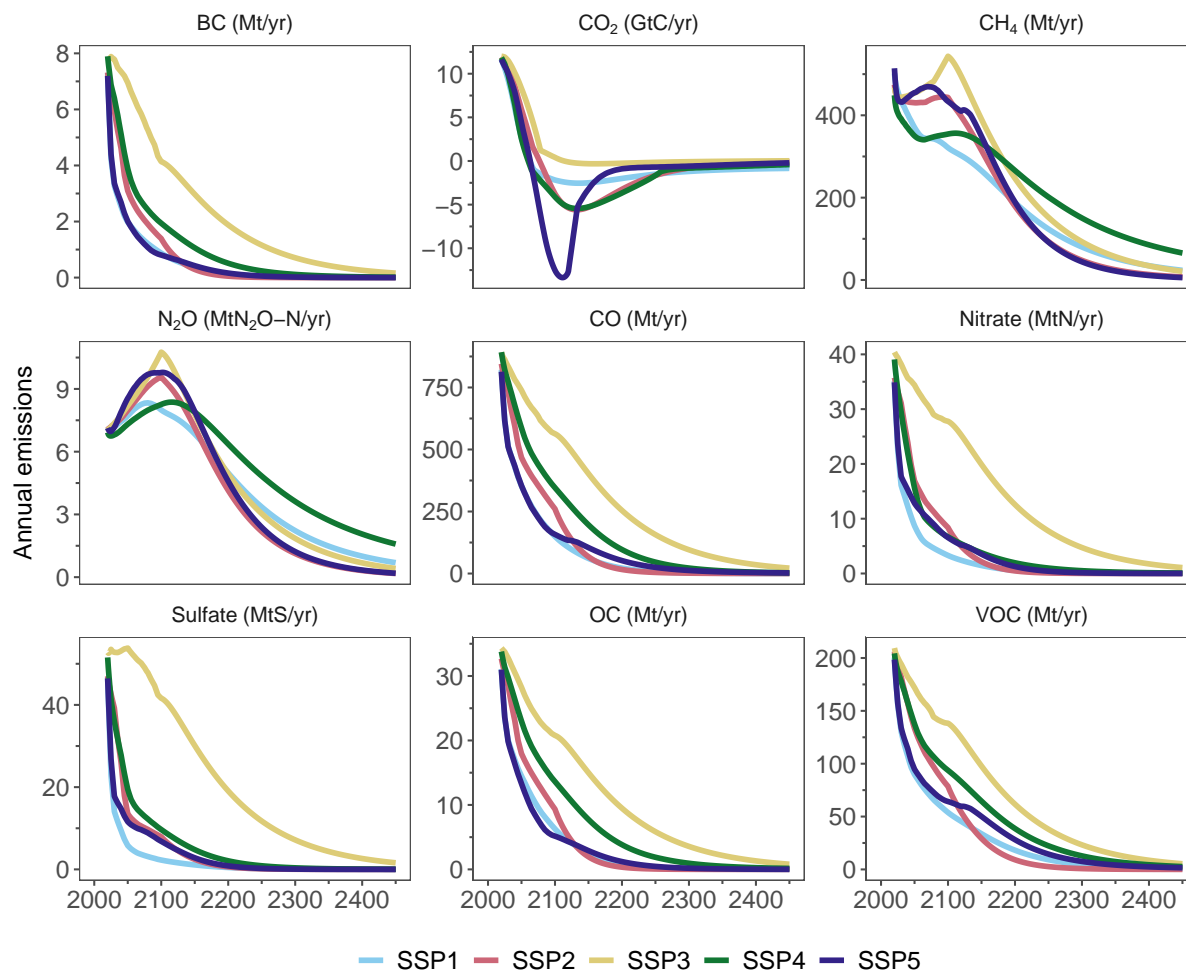 BC (Mt/yr)
CO₂ (GtC/yr)
CH₄ (Mt/yr)
8
6
4
2
0
10
5
0
−5
−10
400
200
0
N₂O (MtN₂O−N/yr)
CO (Mt/yr)
Nitrate (MtN/yr)
9
6
3
0
750
500
250
0
40
30
20
10
0
Annual emissions
Sulfate (MtS/yr)
OC (Mt/yr)
VOC (Mt/yr)
40
20
0
30
20
10
0
200
150
100
50
0
2000 2100 2200 2300 2400
2000 2100 2200 2300 2400
2000 2100 2200 2300 2400
SSP1 SSP2 SSP3 SSP4 SSP5